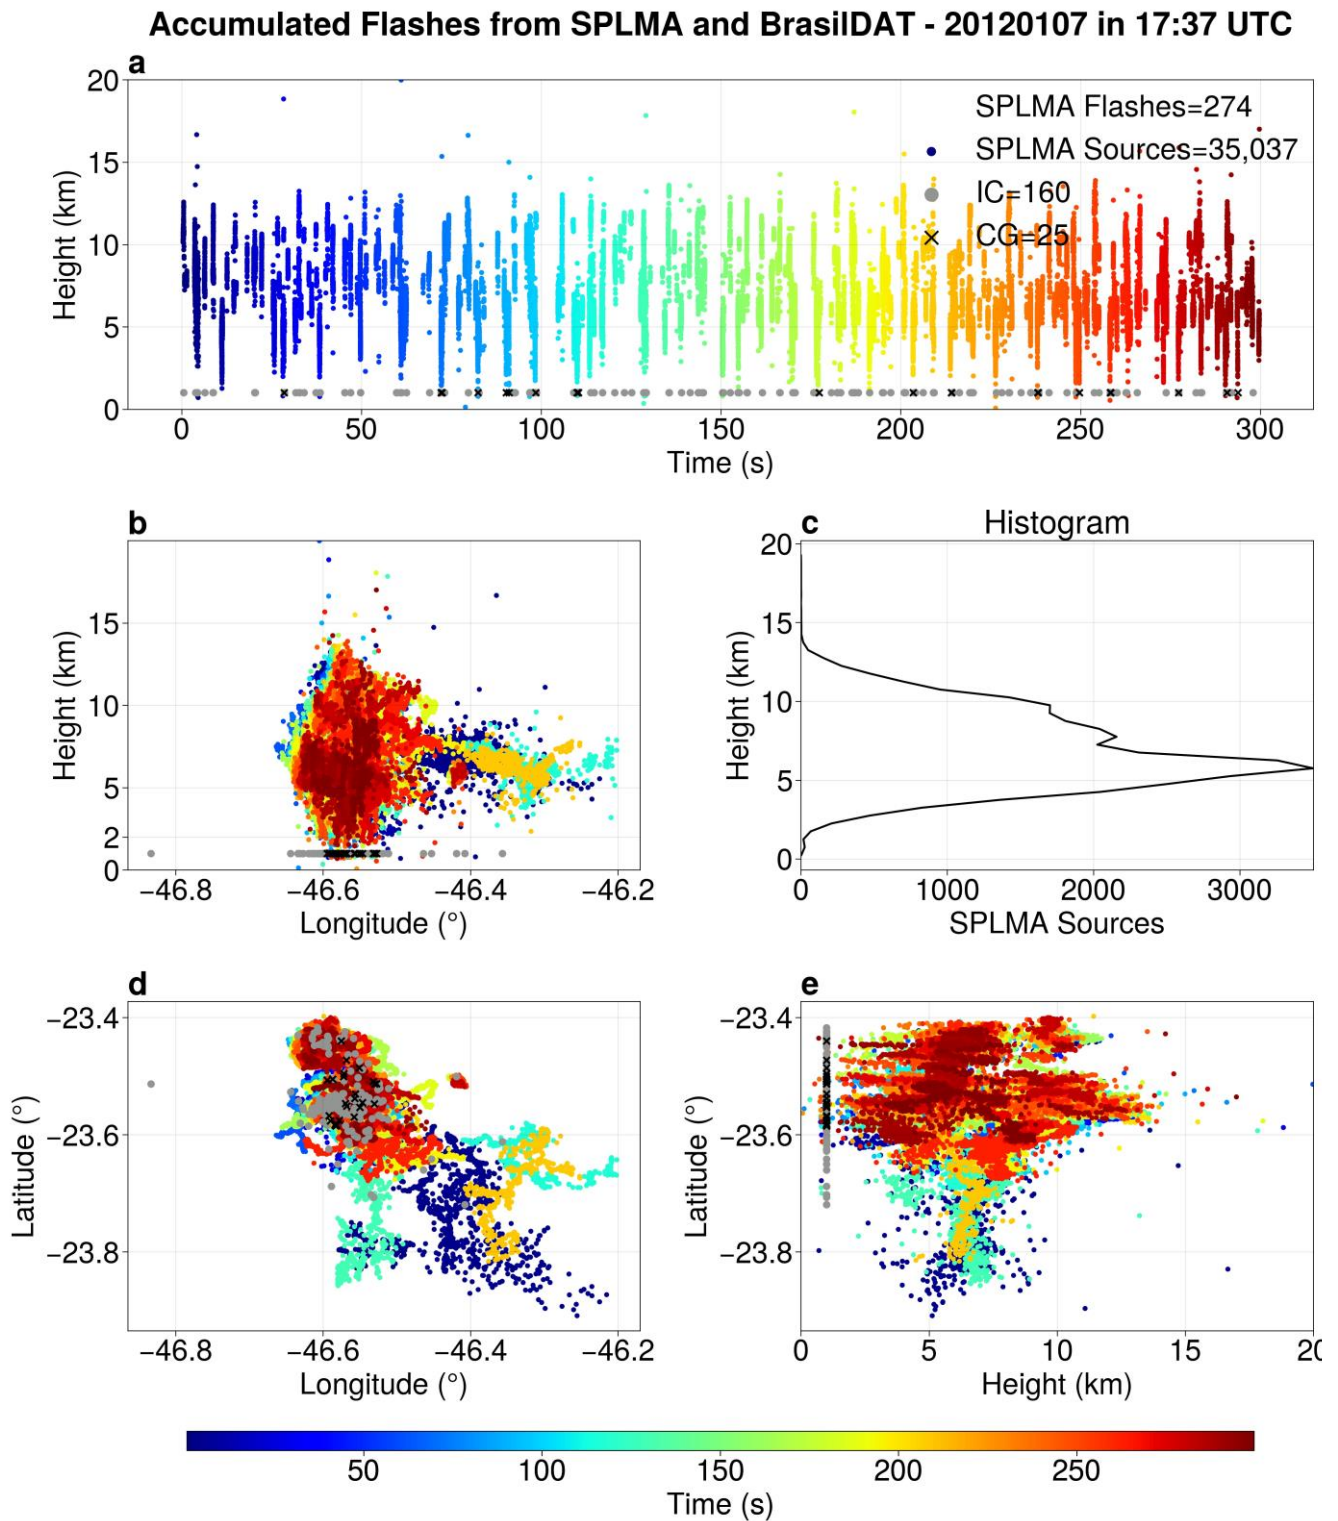 Accumulated Flashes from SPLMA and BrasilDAT - 20120107 in 17:37 UTC
a
20
15
10
5
0
Height (km)
SPLMA Flashes=274
SPLMA Sources=35,037
IC=160
CG=25
0 50 100 150 200 250 300
Time (s)
b
15
10
5
2
0
Height (km)
−46.8 −46.6 −46.4 −46.2
Longitude (°)
c Histogram
20
15
10
5
0
Height (km)
0 1000 2000 3000
SPLMA Sources
d
−23.4
−23.6
−23.8
Latitude (°)
−46.8 −46.6 −46.4 −46.2
Longitude (°)
e
−23.4
−23.6
−23.8
Latitude (°)
0 5 10 15 20
Height (km)
50 100 150 200 250
Time (s)